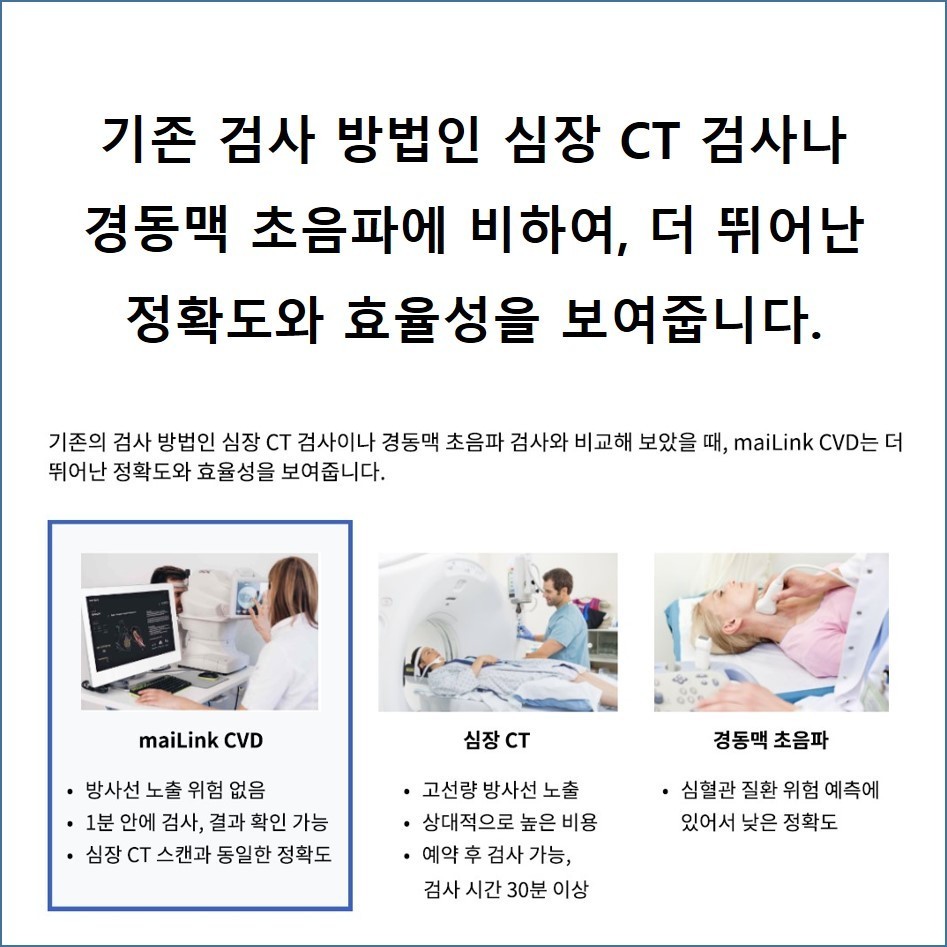 기존 검사 방법인 심장 CT 검사나
경동맥 초음파에 비하여, 더 뛰어난
정확도와 효율성을 보여줍니다.
기존의 검사 방법인 심장 CT 검사이나 경동맥 초음파 검사와 비교해 보았을 때, maiLink CVD는 더
뛰어난 정확도와 효율성을 보여줍니다.
maiLink CVD
• 방사선 노출 위험 없음
• 1분 안에 검사, 결과 확인 가능
• 심장 CT 스캔과 동일한 정확도
심장 CT
• 고선량 방사선 노출
• 상대적으로 높은 비용
• 예약 후 검사 가능,
검사 시간 30분 이상
경동맥 초음파
• 심혈관 질환 위험 예측에
있어서 낮은 정확도